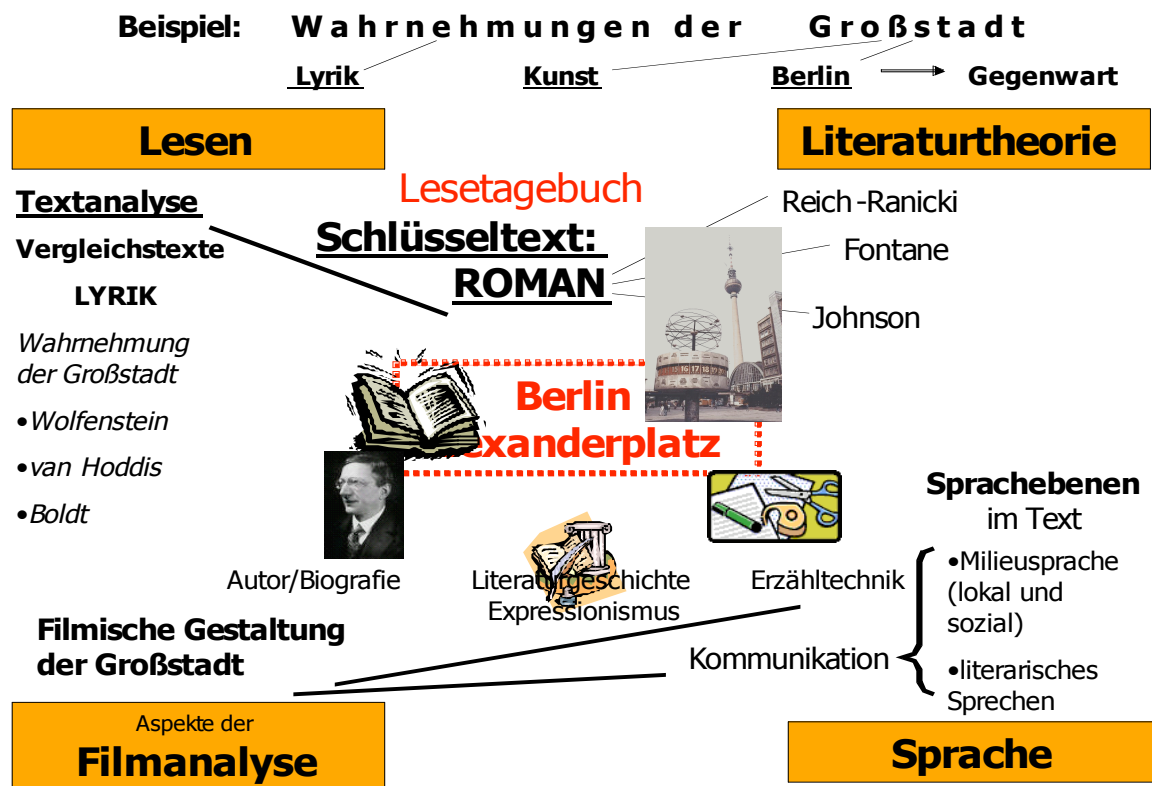 Beispiel: Wahrnehmungen der Großstadt
Lyrik Kunst Berlin Gegenwart
Lesen
Literaturtheorie
Textanalyse
Vergleichstexte
LYRIK
Wahrnehmung
der Großstadt
•Wolfenstein
•van Hoddis
•Boldt
Lesetagebuch
Schlüsseltext:
ROMAN
Reich-Ranicki
Fontane
Johnson
Berlin
exanderplatz
Autor/Biografie
Literaturgeschichte
Expressionismus
Erzähltechnik
Kommunikation
Sprachebenen
im Text
•Milieusprache
(lokal und
sozial)
•literarisches
Sprechen
Filmische Gestaltung
der Großstadt
Aspekte der
Filmanalyse
Sprache